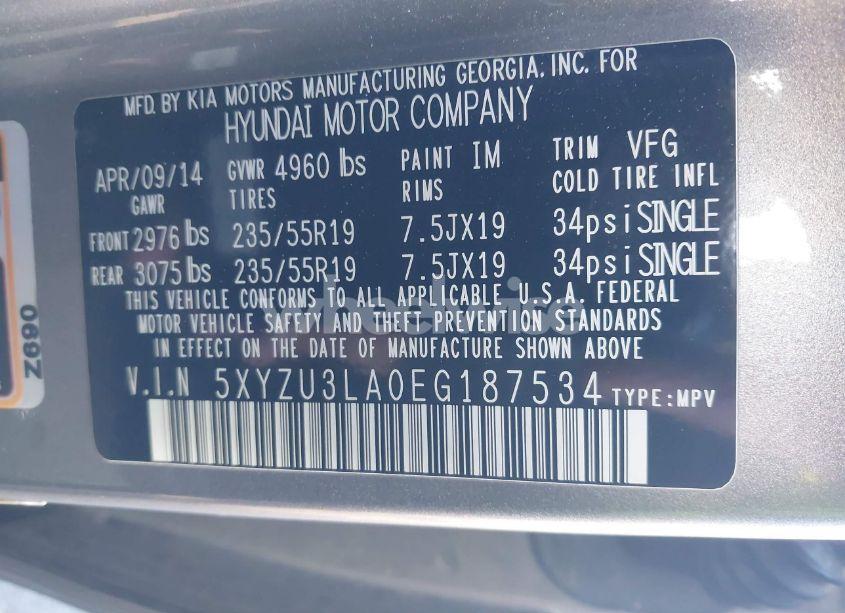 MFD. BY KIA MOTORS MANUFACTURING GEORGIA, INC. FOR
HYUNDAI MOTOR COMPANY
APR/09/14 GVWR 4960 lbs PAINT IM TRIM VFG
GAWR TIRES RIMS COLD TIRE INFL
FRONT 2976 lbs 235/55R19 7.5JX19 34psi SINGLE
REAR 3075 lbs 235/55R19 7.5JX19 34psi SINGLE
THIS VEHICLE CONFORMS TO ALL APPLICABLE U.S.A. FEDERAL
MOTOR VEHICLE SAFETY AND THEFT PREVENTION STANDARDS
IN EFFECT ON THE DATE OF MANUFACTURE SHOWN ABOVE
V.I.N 5XYZU3LA0EG187534 TYPE:MPV
Z690